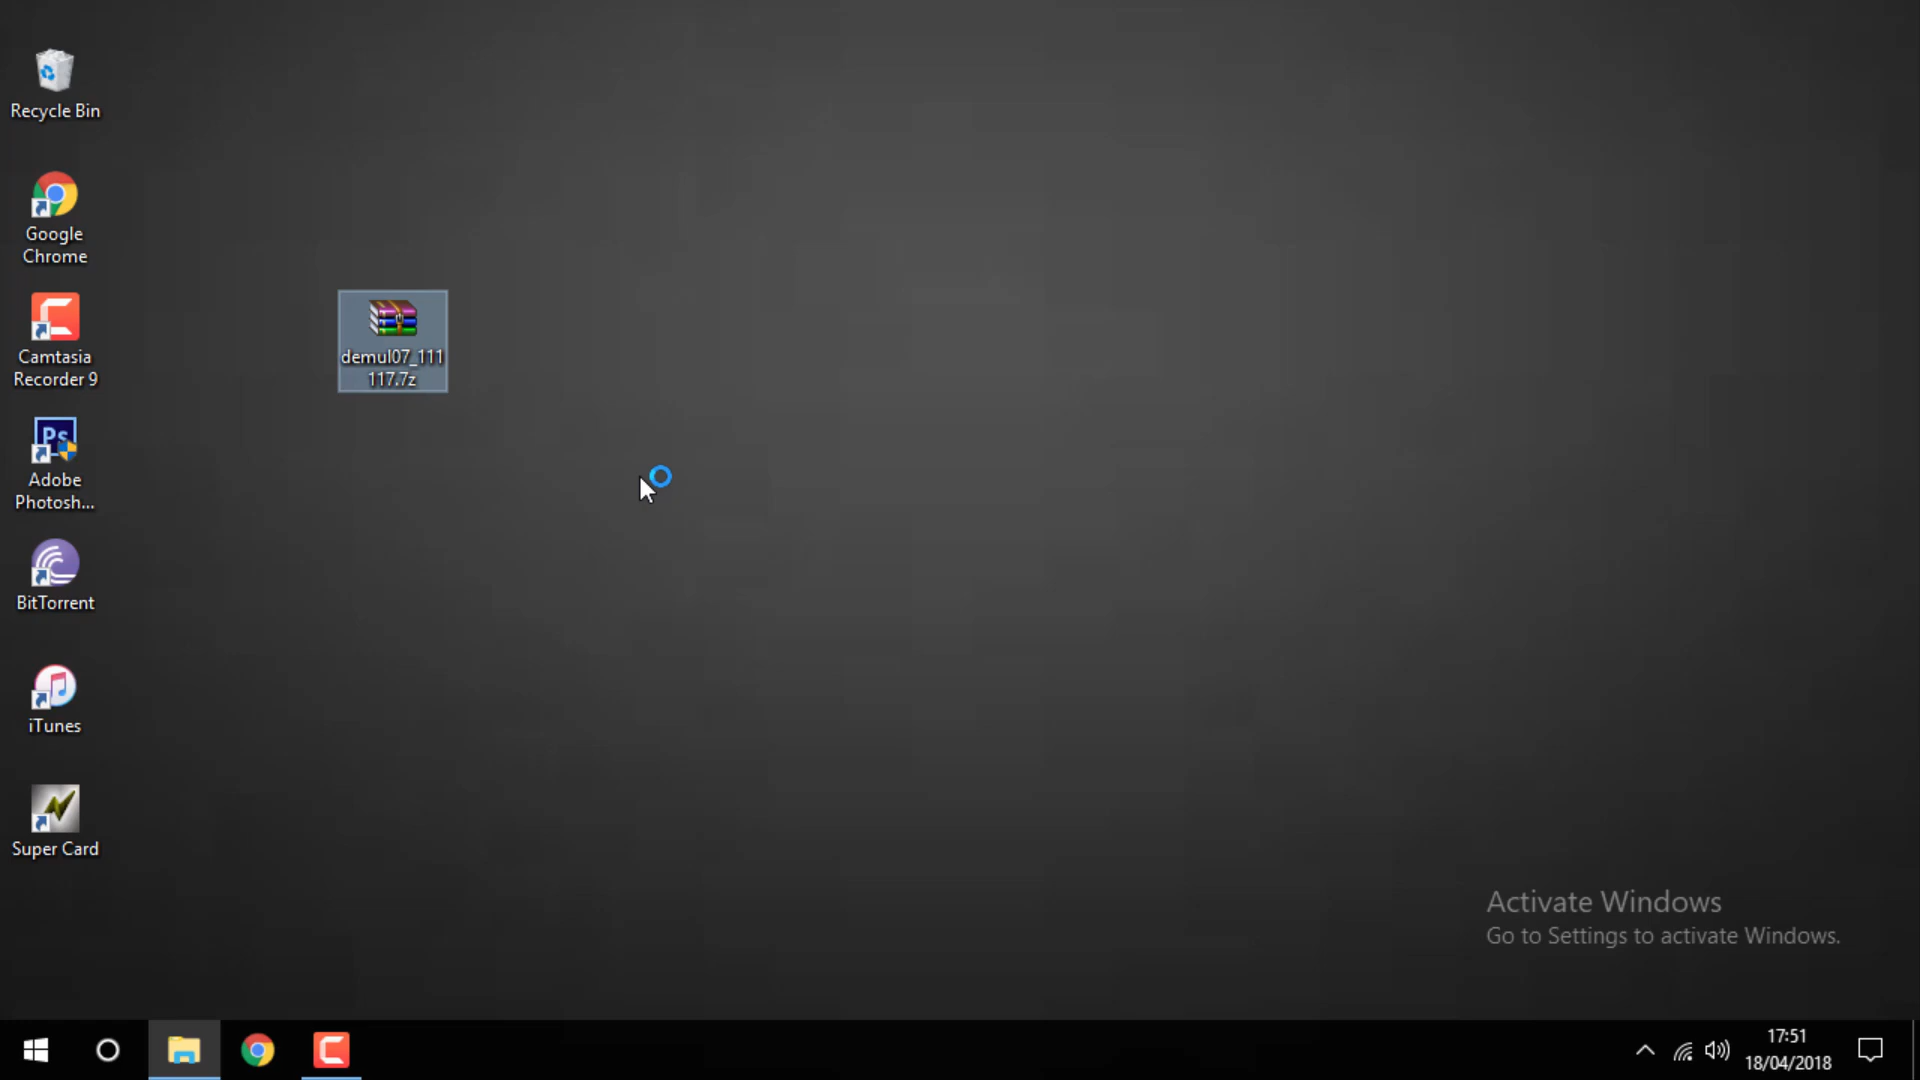 Recycle Bin
Google
Chrome
Camtasia
Recorder 9
Ps
Adobe
Photosh...
BitTorrent
iTunes
Super Card
demul07_111
117.7z
Activate Windows
Go to Settings to activate Windows.
17:51
18/04/2018